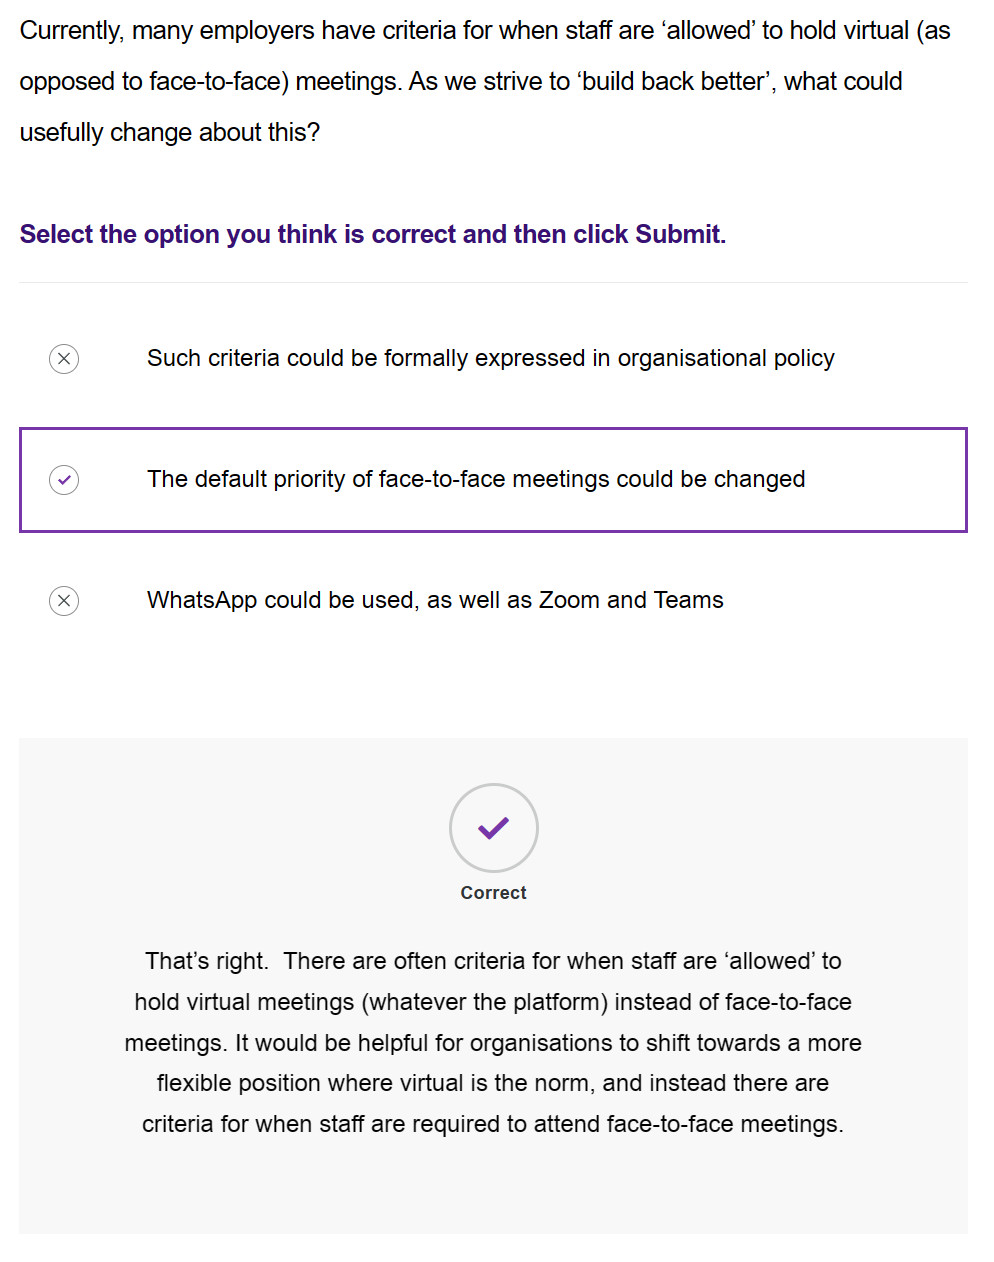 Currently, many employers have criteria for when staff are ‘allowed’ to hold virtual (as
opposed to face-to-face) meetings. As we strive to ‘build back better’, what could
usefully change about this?
Select the option you think is correct and then click Submit.
Such criteria could be formally expressed in organisational policy
The default priority of face-to-face meetings could be changed
WhatsApp could be used, as well as Zoom and Teams
Correct
That’s right.  There are often criteria for when staff are ‘allowed’ to
hold virtual meetings (whatever the platform) instead of face-to-face
meetings. It would be helpful for organisations to shift towards a more
flexible position where virtual is the norm, and instead there are
criteria for when staff are required to attend face-to-face meetings.